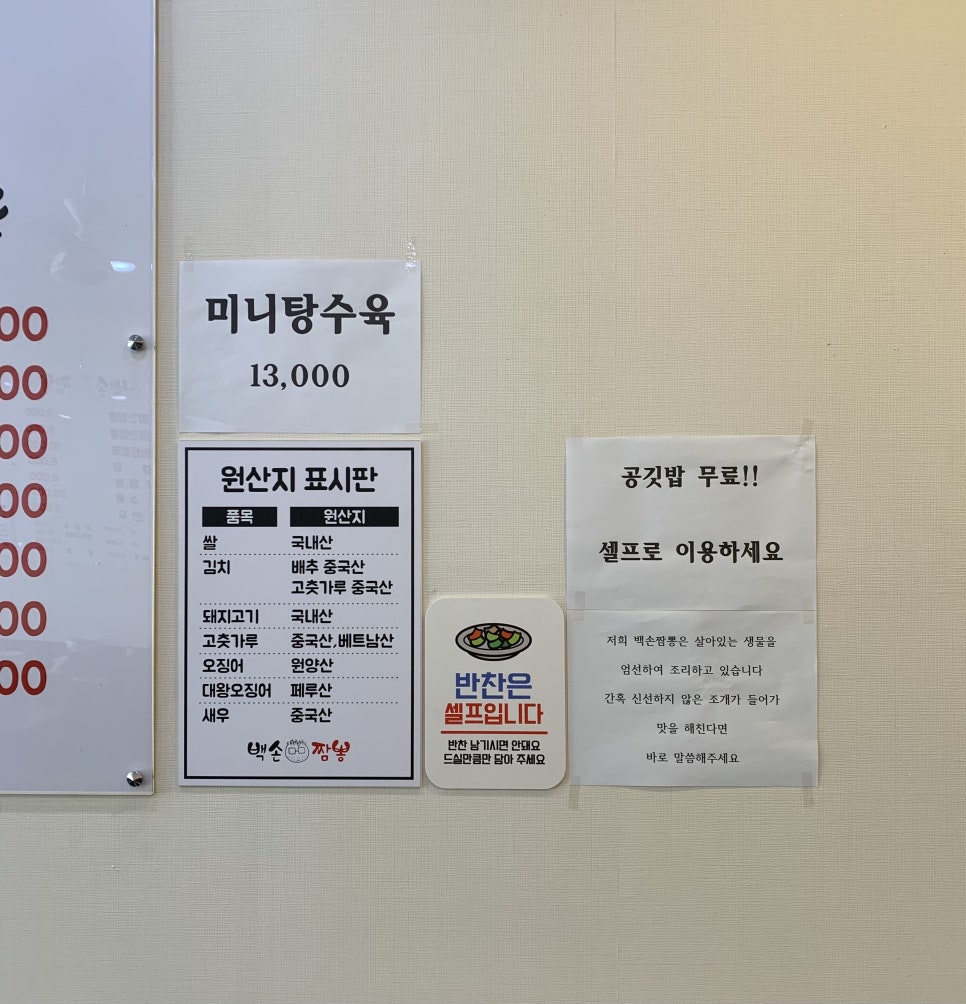 00
00
00
00
00
00
00
미니탕수육
13,000
원산지 표시판
품목 원산지
쌀 국내산
김치 배추 중국산
고춧가루 중국산
돼지고기 국내산
고춧가루 중국산,베트남산
오징어 원양산
대왕오징어 페루산
새우 중국산
백손 짬뽕
반찬은
셀프입니다
반찬 남기시면 안돼요
드실만큼만 담아 주세요
공깃밥 무료!!
셀프로 이용하세요
저희 백손짬뽕은 살아있는 생물을
엄선하여 조리하고 있습니다
간혹 신선하지 않은 조개가 들어가
맛을 해친다면
바로 말씀해주세요